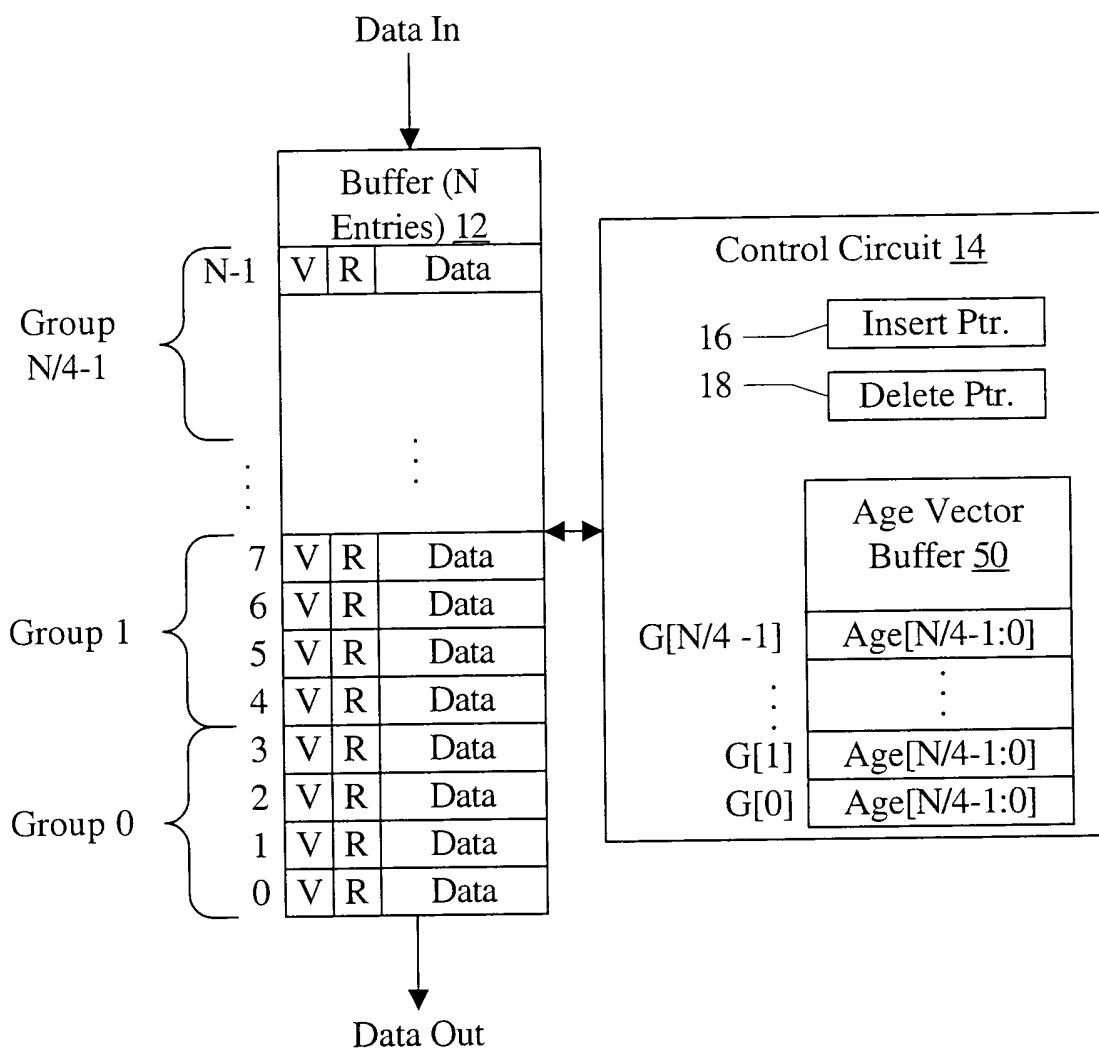 Data In
Buffer (N
Entries) 12
N-1 V R Data
Group
N/4-1
7 V R Data
6 V R Data
5 V R Data
4 V R Data
Group 1
3 V R Data
2 V R Data
1 V R Data
0 V R Data
Group 0
Data Out
Control Circuit 14
16 Insert Ptr.
18 Delete Ptr.
Age Vector
Buffer 50
G[N/4 -1] Age[N/4-1:0]
G[1] Age[N/4-1:0]
G[0] Age[N/4-1:0]